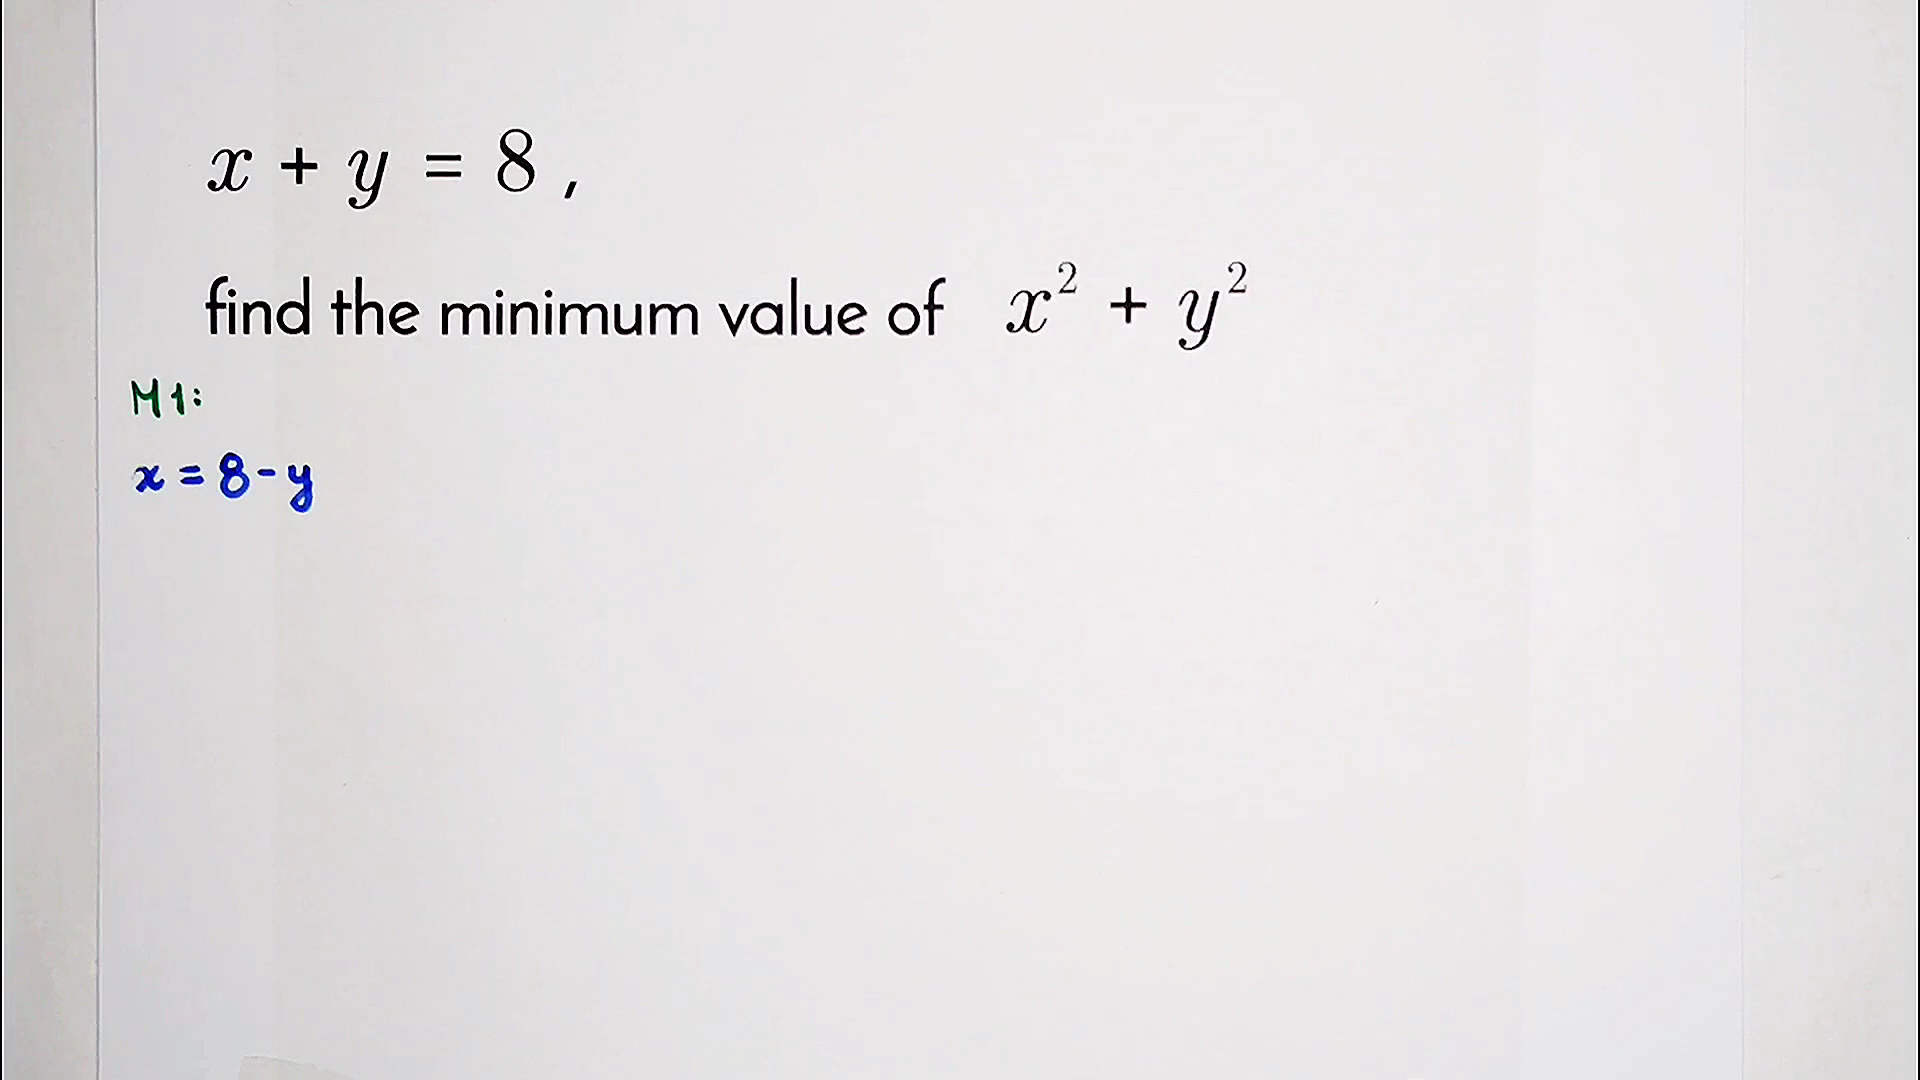 x + y = 8 ,
find the minimum value of x² + y²
M1:
x = 8 - y